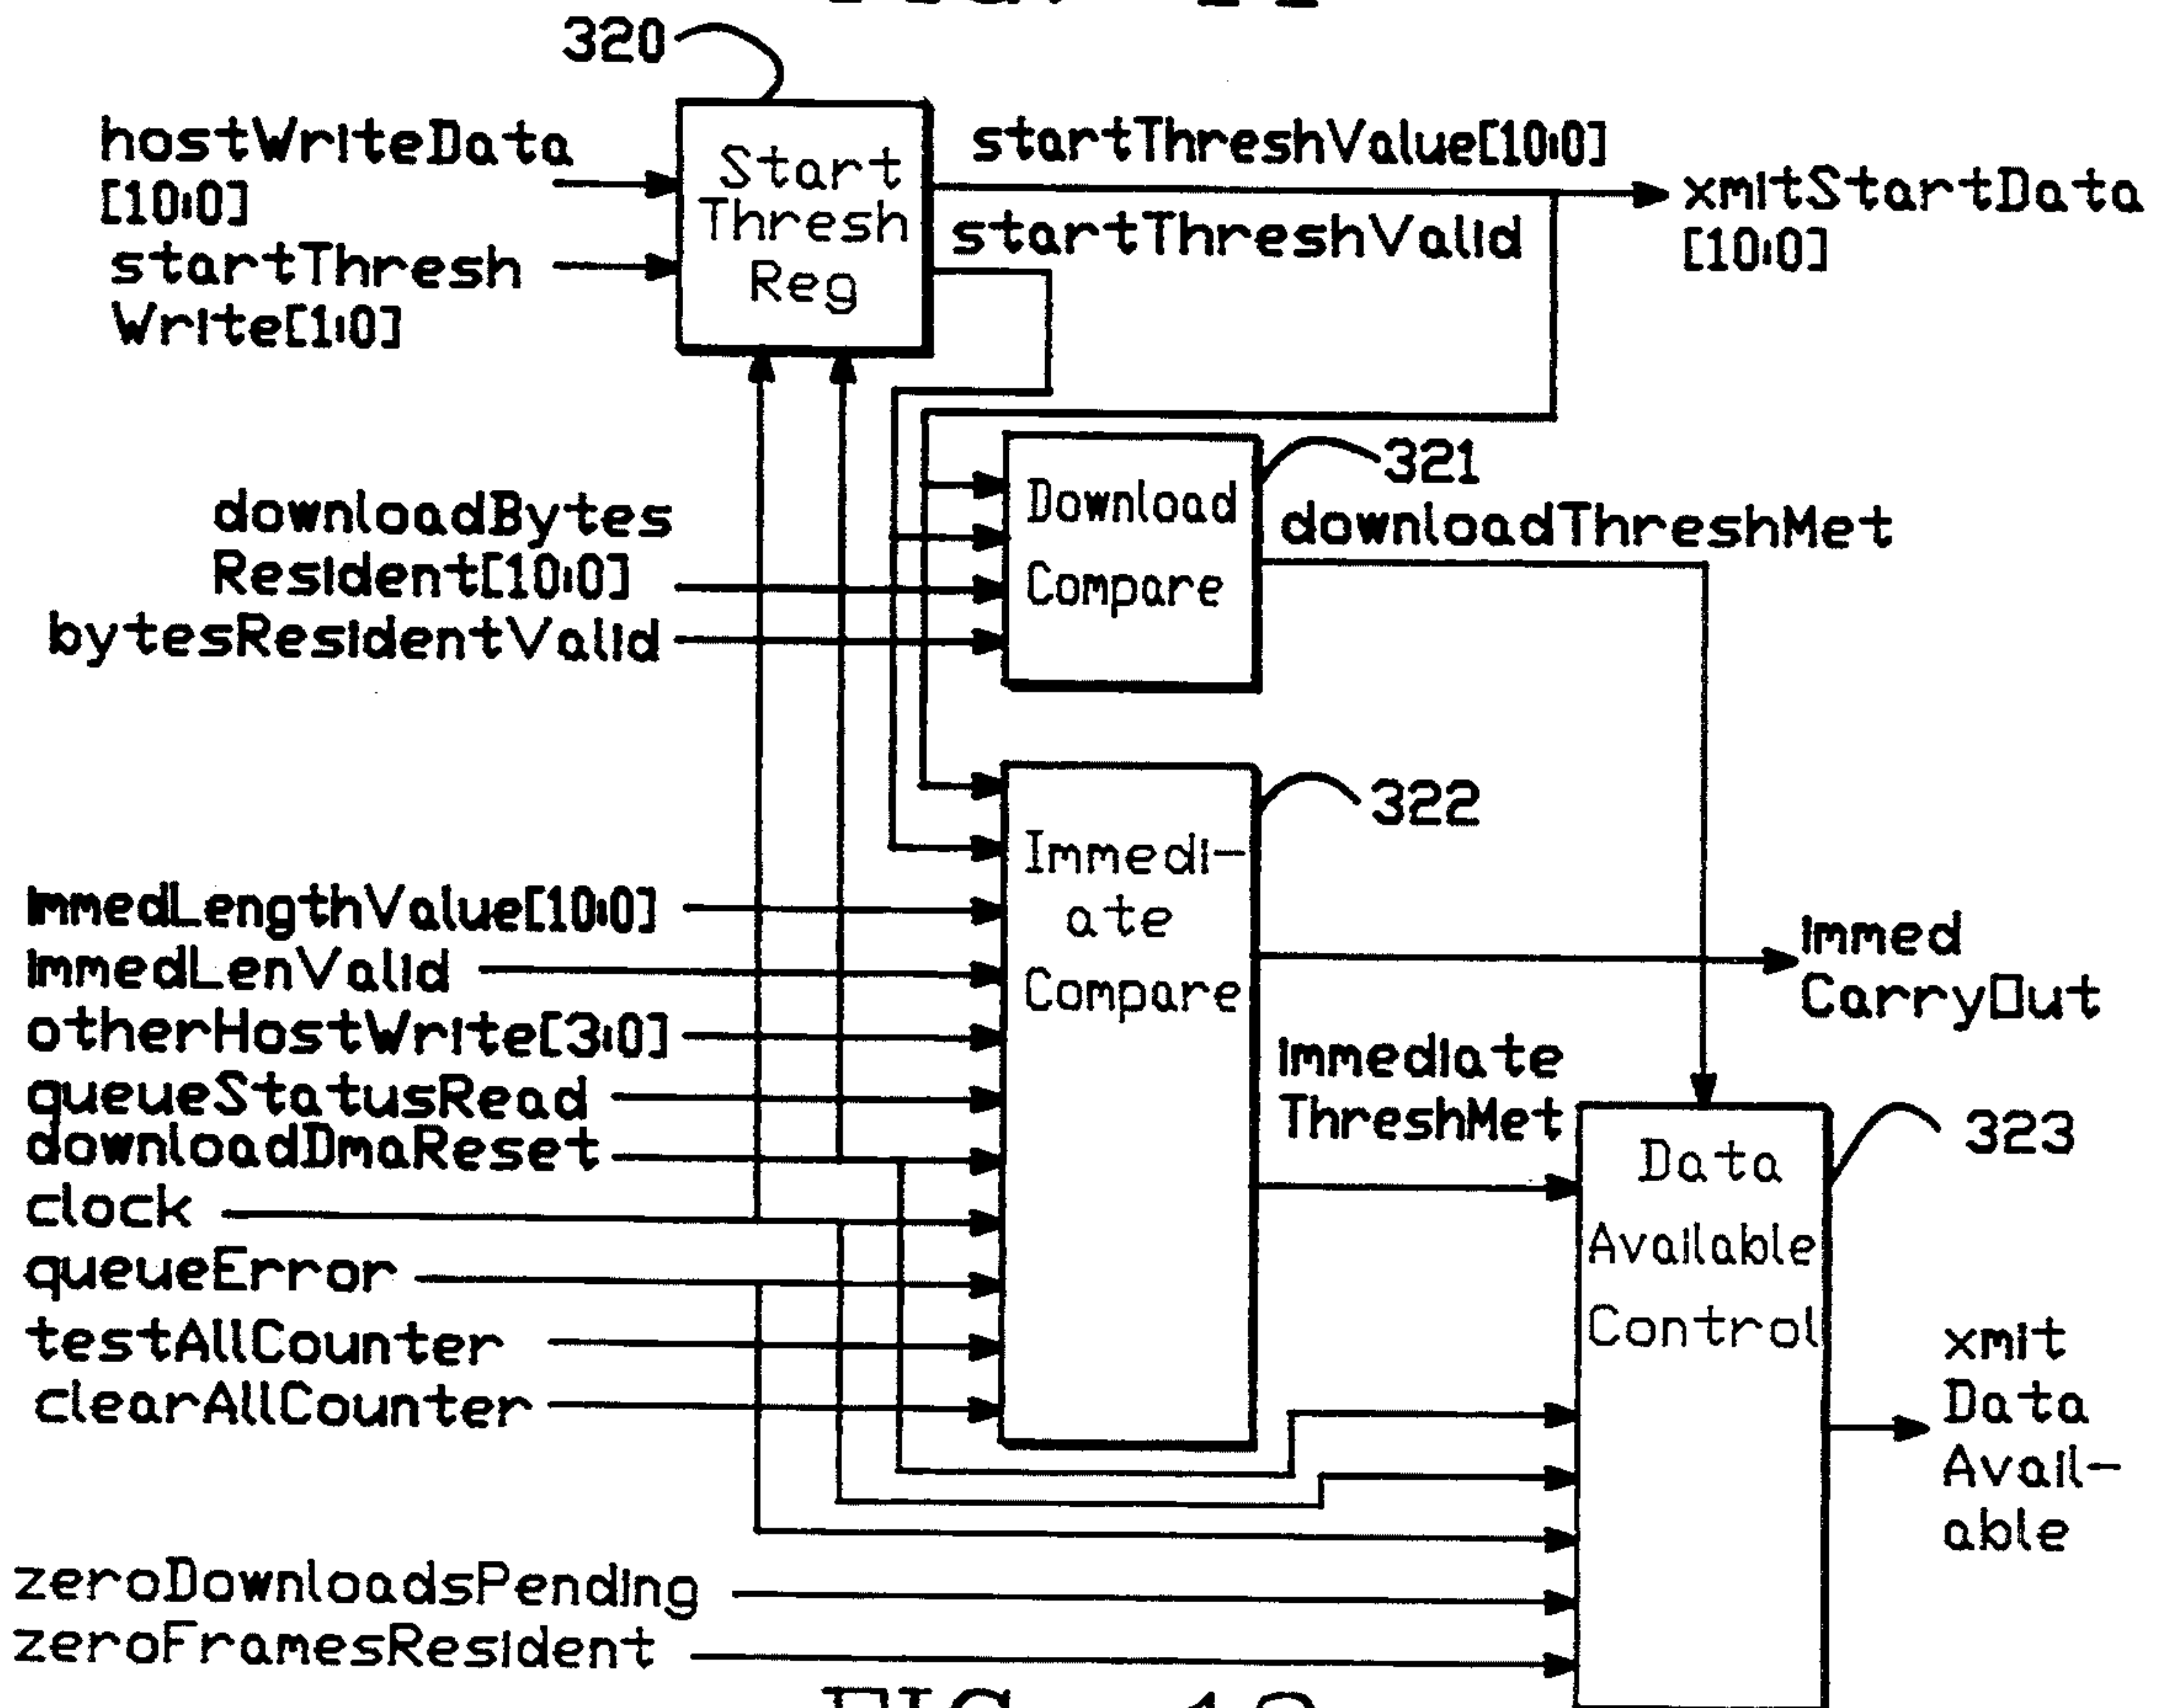 320
hostWriteData
[10:0]
startThresh
Write[1:0]
Start
Thresh
Reg
startThreshValue[10:0]
startThreshValid
xmitStartData
[10:0]
downloadBytes
Resident[10:0]
bytesResidentValid
Download
Compare
321
downloadThreshMet
322
Immedi-
ate
Compare
immedLengthValue[10:0]
immedLenValid
otherHostWrite[3:0]
queueStatusRead
downloadDmaReset
clock
queueError
testAllCounter
clearAllCounter
immed
CarryOut
immediate
ThreshMet
323
Data
Available
Control
xmit
Data
Avail-
able
zeroDownloadsPending
zeroFramesResident